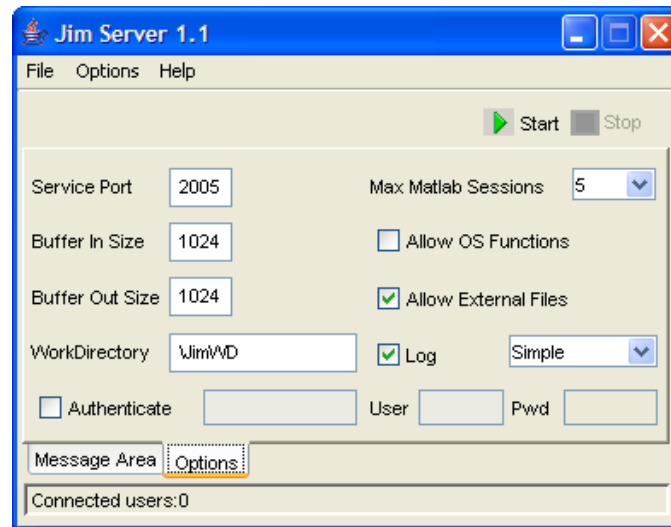 Jim Server 1.1
File Options Help
Start Stop
Service Port 2005 Max Matlab Sessions 5
Buffer In Size 1024 Allow OS Functions
Buffer Out Size 1024 Allow External Files
WorkDirectory \JimWD Log Simple
Authenticate User Pwd
Message Area Options
Connected users:0